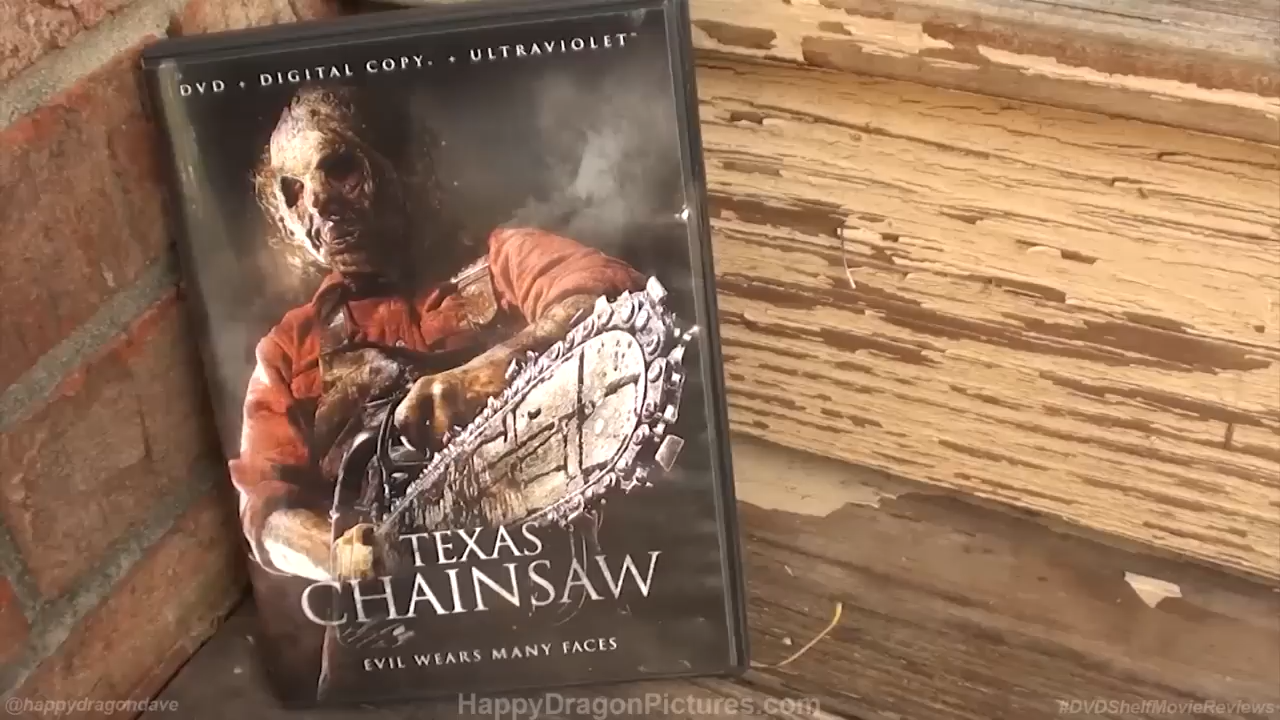 DVD + DIGITAL COPY. + ULTRAVIOLET™
TEXAS
CHAINSAW
EVIL WEARS MANY FACES
@happydragondave
HappyDragonPictures.com
#DVDShelfMovieReviews